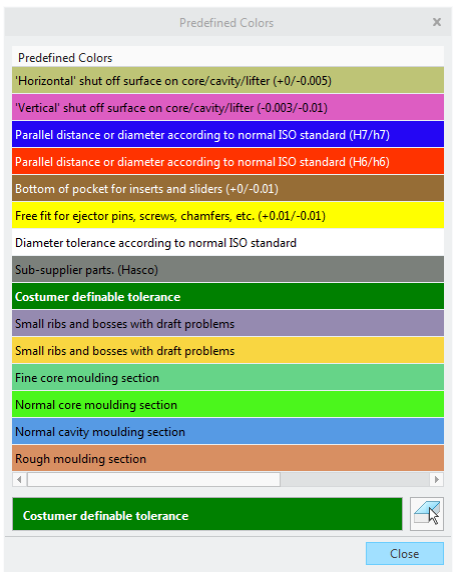 Predefined Colors
Predefined Colors
'Horizontal' shut off surface on core/cavity/lifter (+0/-0.005)
'Vertical' shut off surface on core/cavity/lifter (-0.003/-0.01)
Parallel distance or diameter according to normal ISO standard (H7/h7)
Parallel distance or diameter according to normal ISO standard (H6/h6)
Bottom of pocket for inserts and sliders (+0/-0.01)
Free fit for ejector pins, screws, chamfers, etc. (+0.01/-0.01)
Diameter tolerance according to normal ISO standard
Sub-supplier parts. (Hasco)
Costumer definable tolerance
Small ribs and bosses with draft problems
Small ribs and bosses with draft problems
Fine core moulding section
Normal core moulding section
Normal cavity moulding section
Rough moulding section
Costumer definable tolerance
Close